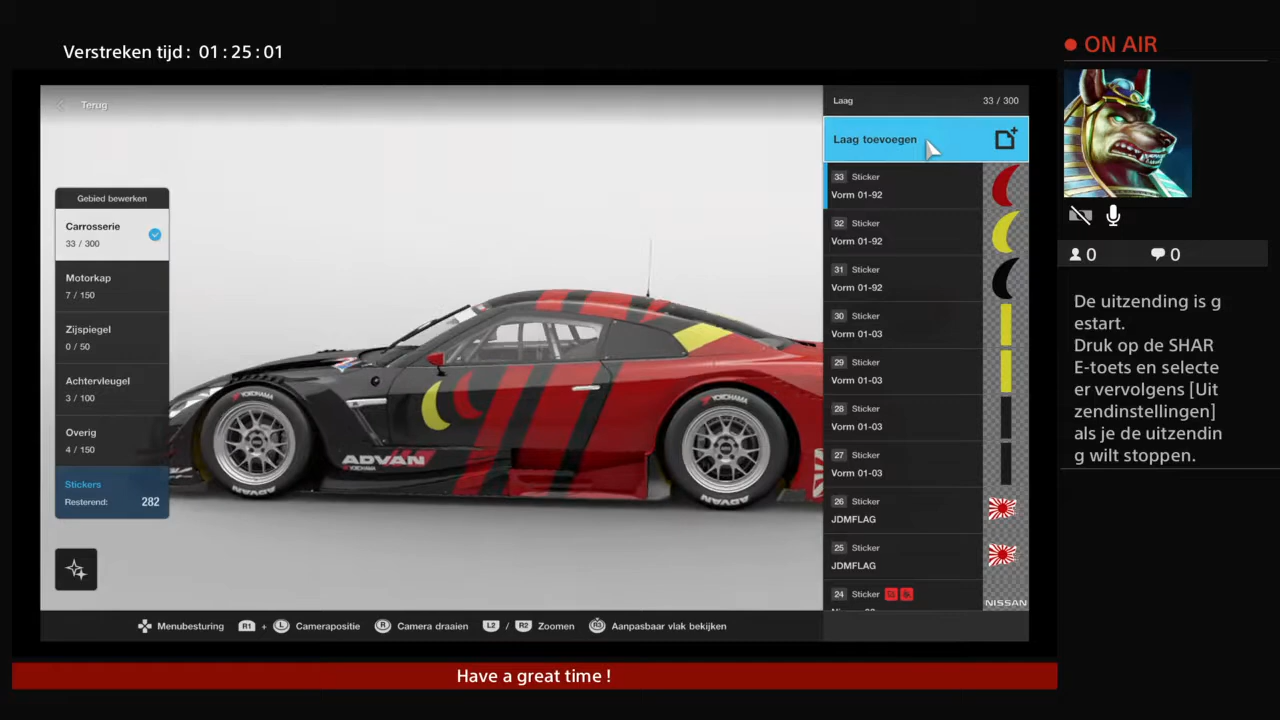 Verstreken tijd: 01:25:01
ON AIR
Terug
Laag 33 / 300
Laag toevoegen
Gebied bewerken
Carrosserie
33 / 300
Motorkap
7 / 150
Zijspiegel
0 / 50
Achtervleugel
3 / 100
Overig
4 / 150
Stickers
Resterend: 282
33 Sticker
Vorm 01-92
32 Sticker
Vorm 01-92
31 Sticker
Vorm 01-92
30 Sticker
Vorm 01-03
29 Sticker
Vorm 01-03
28 Sticker
Vorm 01-03
27 Sticker
Vorm 01-03
26 Sticker
JDMFLAG
25 Sticker
JDMFLAG
24 Sticker
NISSAN
YOKOHAMA
ADVAN
ADVAN
YOKOHAMA
YOKOHAMA
ADVAN
Menubesturing
R1 + L Camerapositie
R Camera draaien
L2 / R2 Zoomen
R3 Aanpasbaar vlak bekijken
0 0
De uitzending is g
estart.
Druk op de SHAR
E-toets en selecte
er vervolgens [Uit
zendinstellingen]
als je de uitzendin
g wilt stoppen.
Have a great time !